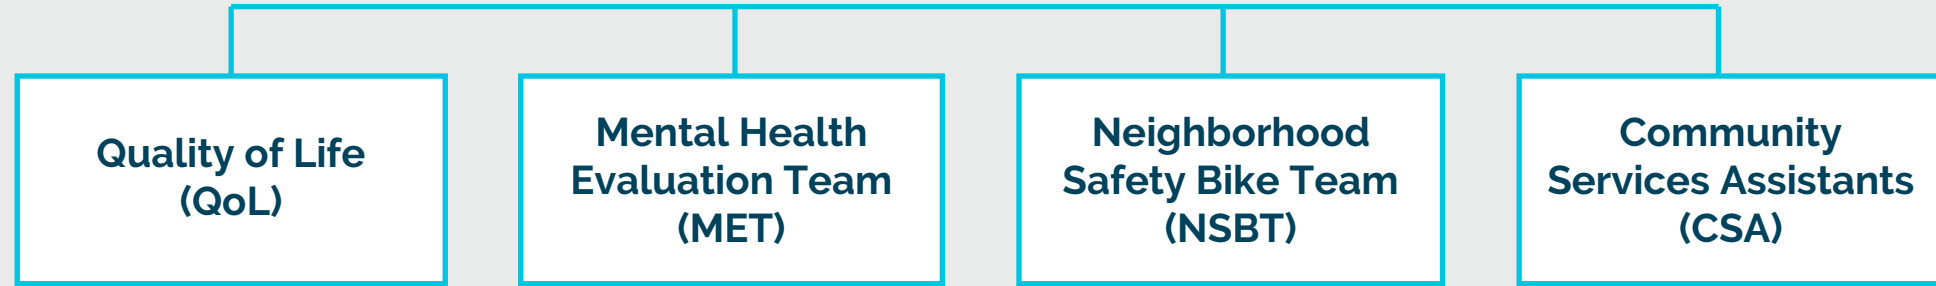 Quality of Life
(QoL)
Mental Health
Evaluation Team
(MET)
Neighborhood
Safety Bike Team
(NSBT)
Community
Services Assistants
(CSA)